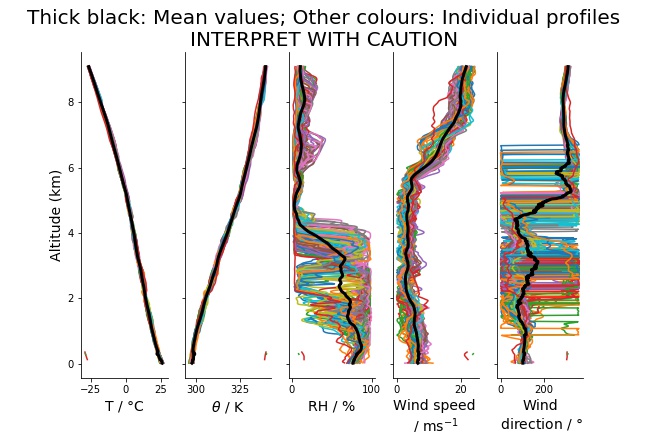 Thick black: Mean values; Other colours: Individual profiles
INTERPRET WITH CAUTION
Altitude (km)
8
6
4
2
0
−25 0 25
300 325
0 100
0 20
0 200
T / °C
θ / K
RH / %
Wind speed
/ ms⁻¹
Wind
direction / °